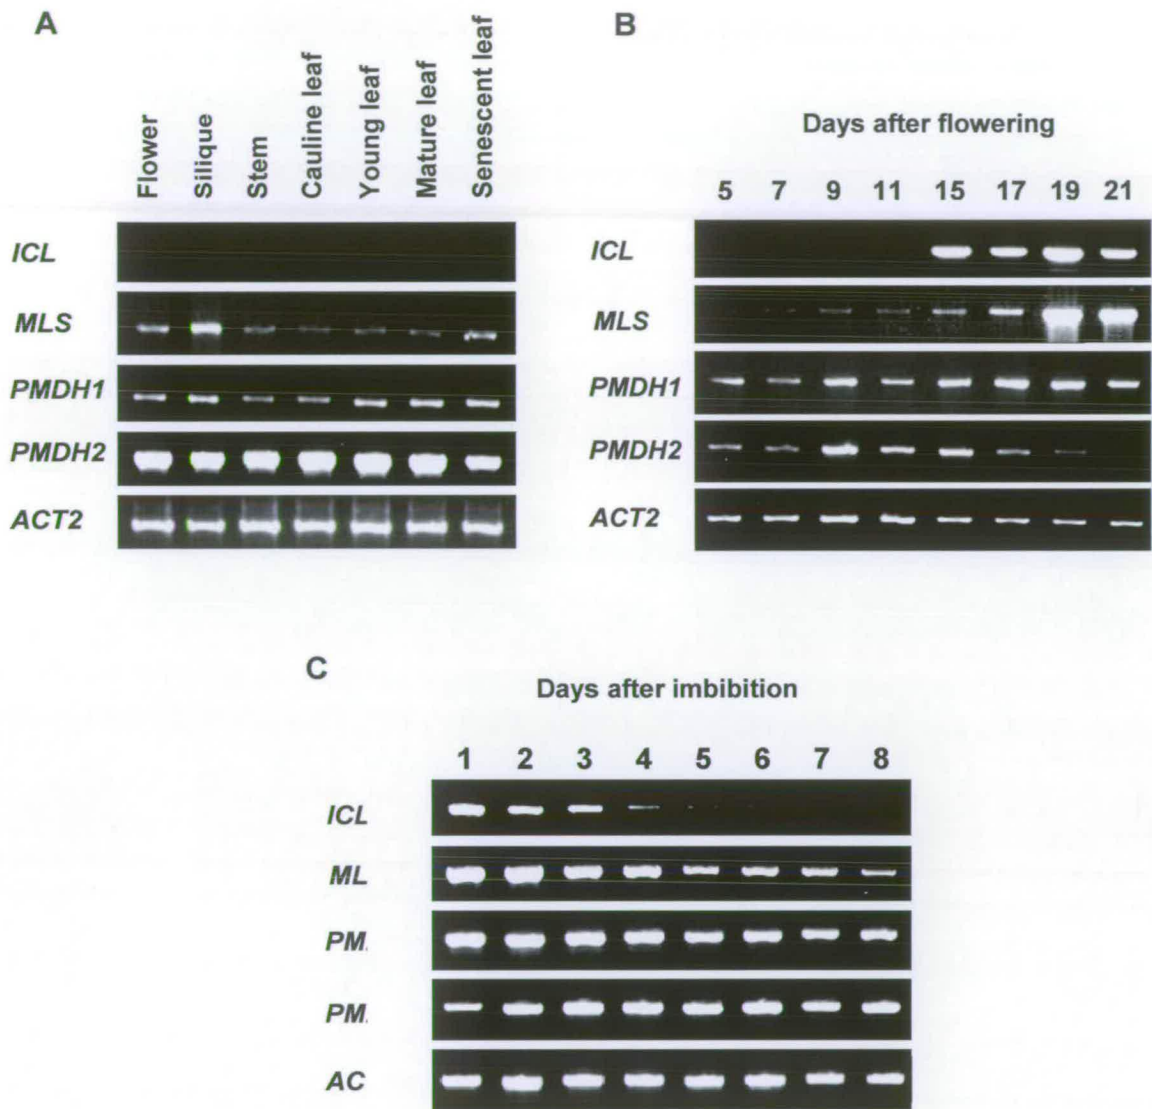 A
Flower
Silique
Stem
Cauline leaf
Young leaf
Mature leaf
Senescent leaf
ICL
MLS
PMDH1
PMDH2
ACT2
B
Days after flowering
5 7 9 11 15 17 19 21
ICL
MLS
PMDH1
PMDH2
ACT2
C
Days after imbibition
1 2 3 4 5 6 7 8
ICL
ML
PM.
PM.
AC